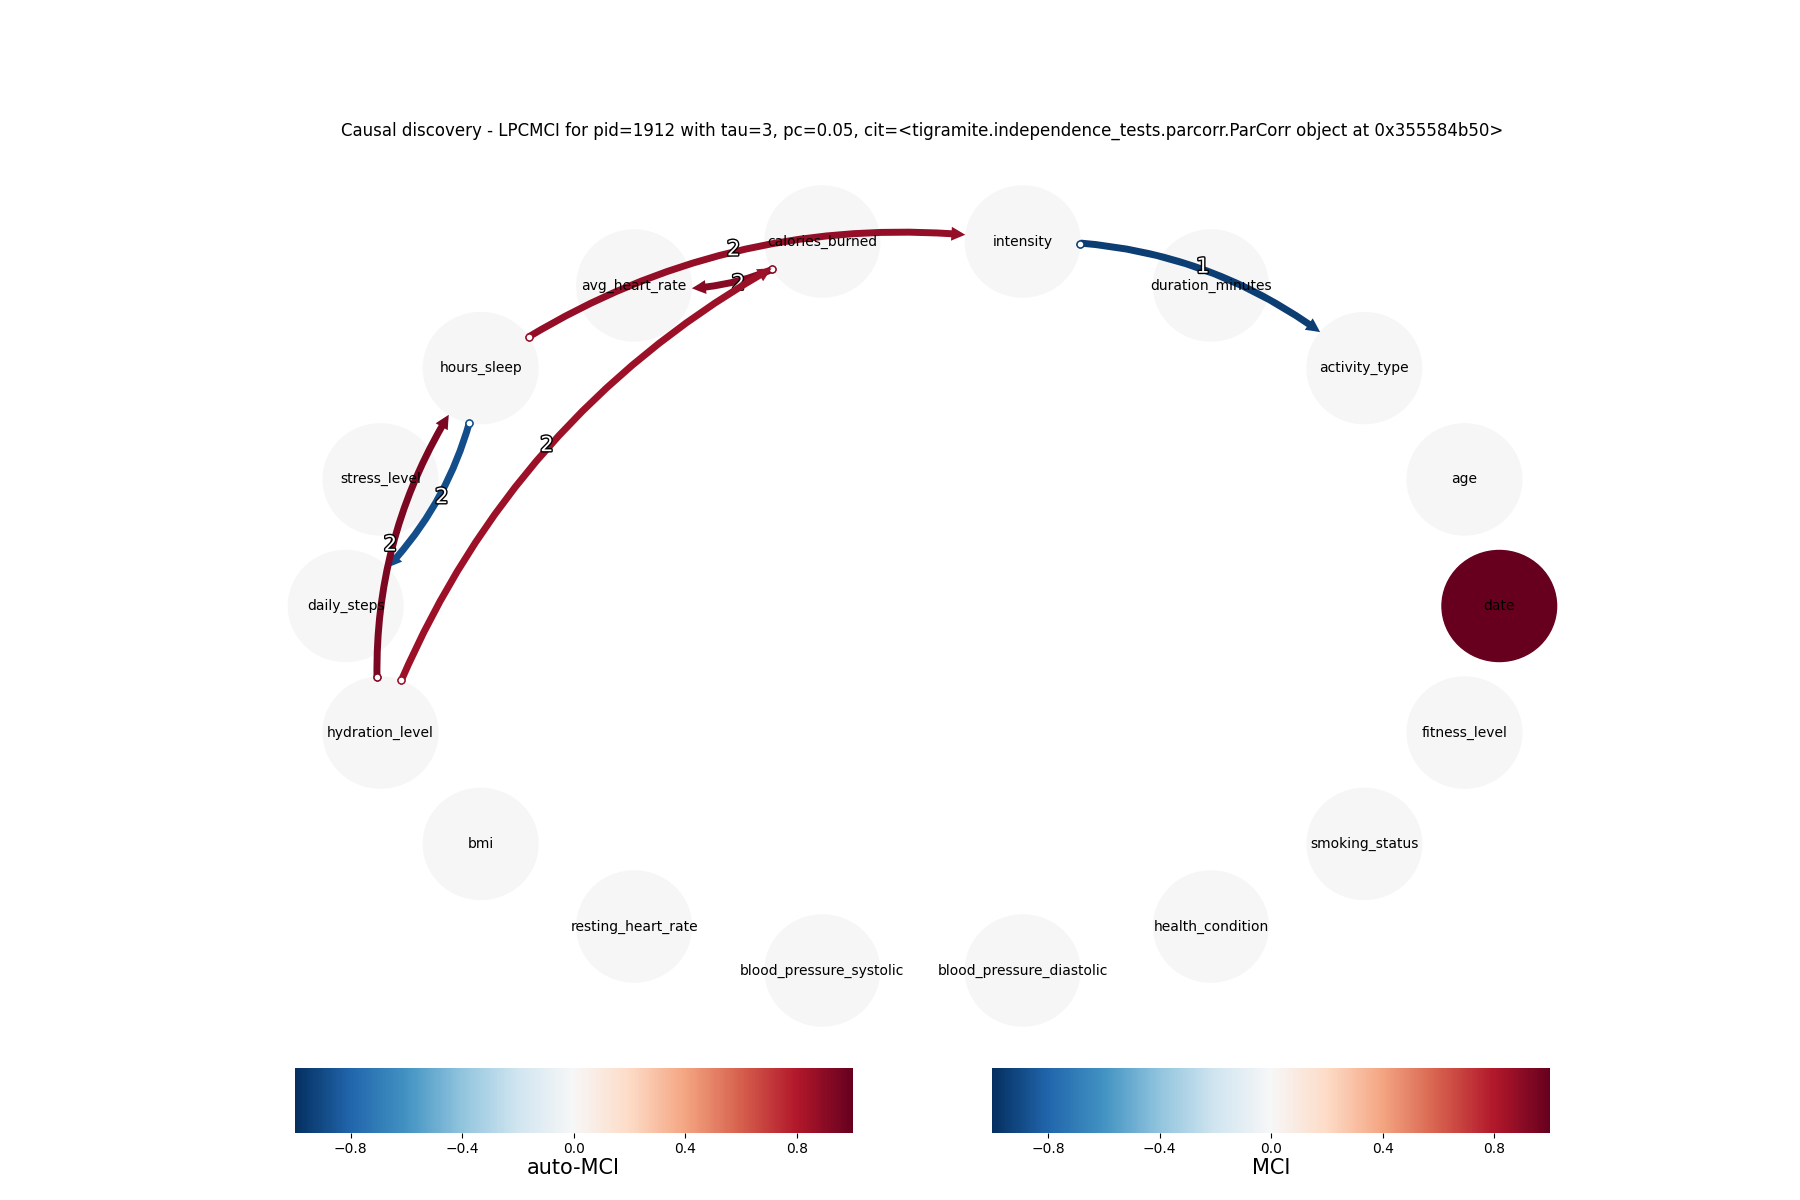 Causal discovery - LPCMCI for pid=1912 with tau=3, pc=0.05, cit=<tigramite.independence_tests.parcorr.ParCorr object at 0x355584b50>
2 calories_burned intensity 1
avg_heart_rate 2 duration_minutes
hours_sleep activity_type
2
stress_level 2 age
2
daily_steps date
hydration_level fitness_level
bmi smoking_status
resting_heart_rate health_condition
blood_pressure_systolic blood_pressure_diastolic
−0.8 −0.4 0.0 0.4 0.8 −0.8 −0.4 0.0 0.4 0.8
auto-MCI MCI